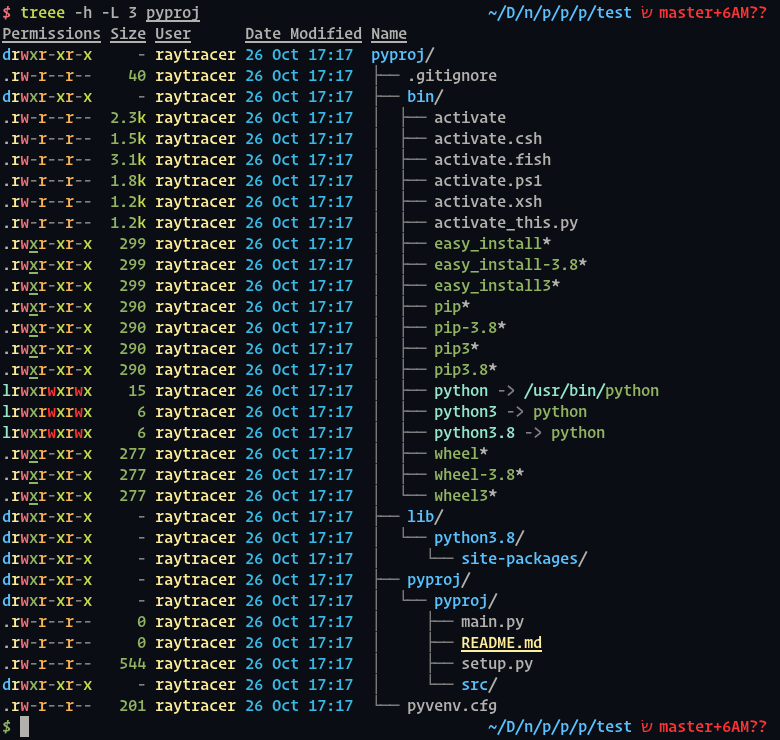 $ treee -h -L 3 pyproj ~/D/n/p/p/p/test שׂ master+6AM??
Permissions Size User Date Modified Name
drwxr-xr-x - raytracer 26 Oct 17:17 pyproj/
.rw-r--r-- 40 raytracer 26 Oct 17:17 ├── .gitignore
drwxr-xr-x - raytracer 26 Oct 17:17 ├── bin/
.rw-r--r-- 2.3k raytracer 26 Oct 17:17 │ ├── activate
.rw-r--r-- 1.5k raytracer 26 Oct 17:17 │ ├── activate.csh
.rw-r--r-- 3.1k raytracer 26 Oct 17:17 │ ├── activate.fish
.rw-r--r-- 1.8k raytracer 26 Oct 17:17 │ ├── activate.ps1
.rw-r--r-- 1.2k raytracer 26 Oct 17:17 │ ├── activate.xsh
.rw-r--r-- 1.2k raytracer 26 Oct 17:17 │ ├── activate_this.py
.rwxr-xr-x 299 raytracer 26 Oct 17:17 │ ├── easy_install*
.rwxr-xr-x 299 raytracer 26 Oct 17:17 │ ├── easy_install-3.8*
.rwxr-xr-x 299 raytracer 26 Oct 17:17 │ ├── easy_install3*
.rwxr-xr-x 290 raytracer 26 Oct 17:17 │ ├── pip*
.rwxr-xr-x 290 raytracer 26 Oct 17:17 │ ├── pip-3.8*
.rwxr-xr-x 290 raytracer 26 Oct 17:17 │ ├── pip3*
.rwxr-xr-x 290 raytracer 26 Oct 17:17 │ ├── pip3.8*
lrwxrwxrwx 15 raytracer 26 Oct 17:17 │ ├── python -> /usr/bin/python
lrwxrwxrwx 6 raytracer 26 Oct 17:17 │ ├── python3 -> python
lrwxrwxrwx 6 raytracer 26 Oct 17:17 │ ├── python3.8 -> python
.rwxr-xr-x 277 raytracer 26 Oct 17:17 │ ├── wheel*
.rwxr-xr-x 277 raytracer 26 Oct 17:17 │ ├── wheel-3.8*
.rwxr-xr-x 277 raytracer 26 Oct 17:17 │ └── wheel3*
drwxr-xr-x - raytracer 26 Oct 17:17 ├── lib/
drwxr-xr-x - raytracer 26 Oct 17:17 │ └── python3.8/
drwxr-xr-x - raytracer 26 Oct 17:17 │ └── site-packages/
drwxr-xr-x - raytracer 26 Oct 17:17 ├── pyproj/
drwxr-xr-x - raytracer 26 Oct 17:17 │ └── pyproj/
.rw-r--r-- 0 raytracer 26 Oct 17:17 │ ├── main.py
.rw-r--r-- 0 raytracer 26 Oct 17:17 │ ├── README.md
.rw-r--r-- 544 raytracer 26 Oct 17:17 │ ├── setup.py
drwxr-xr-x - raytracer 26 Oct 17:17 │ └── src/
.rw-r--r-- 201 raytracer 26 Oct 17:17 └── pyvenv.cfg
$ ~/D/n/p/p/p/test שׂ master+6AM??